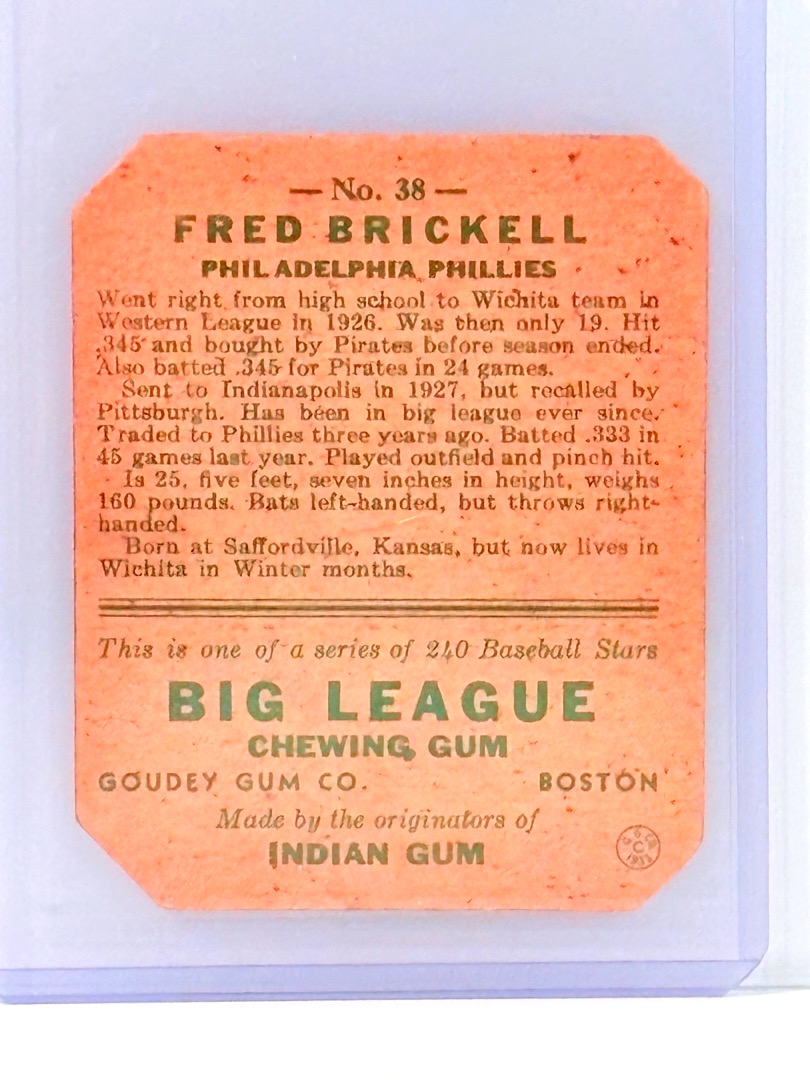 — No. 38 —
FRED BRICKELL
PHILADELPHIA PHILLIES
Went right from high school to Wichita team in
Western League in 1926. Was then only 19. Hit
.345 and bought by Pirates before season ended.
Also batted .345 for Pirates in 24 games.
Sent to Indianapolis in 1927, but recalled by
Pittsburgh. Has been in big league ever since.
Traded to Phillies three years ago. Batted .333 in
45 games last year. Played outfield and pinch hit.
Is 25, five feet, seven inches in height, weighs
160 pounds. Bats left-handed, but throws right-
handed.
Born at Saffordville, Kansas, but now lives in
Wichita in Winter months.
This is one of a series of 240 Baseball Stars
BIG LEAGUE
CHEWING GUM
GOUDEY GUM CO. BOSTON
Made by the originators of
INDIAN GUM
G. G. Co.
C
1933